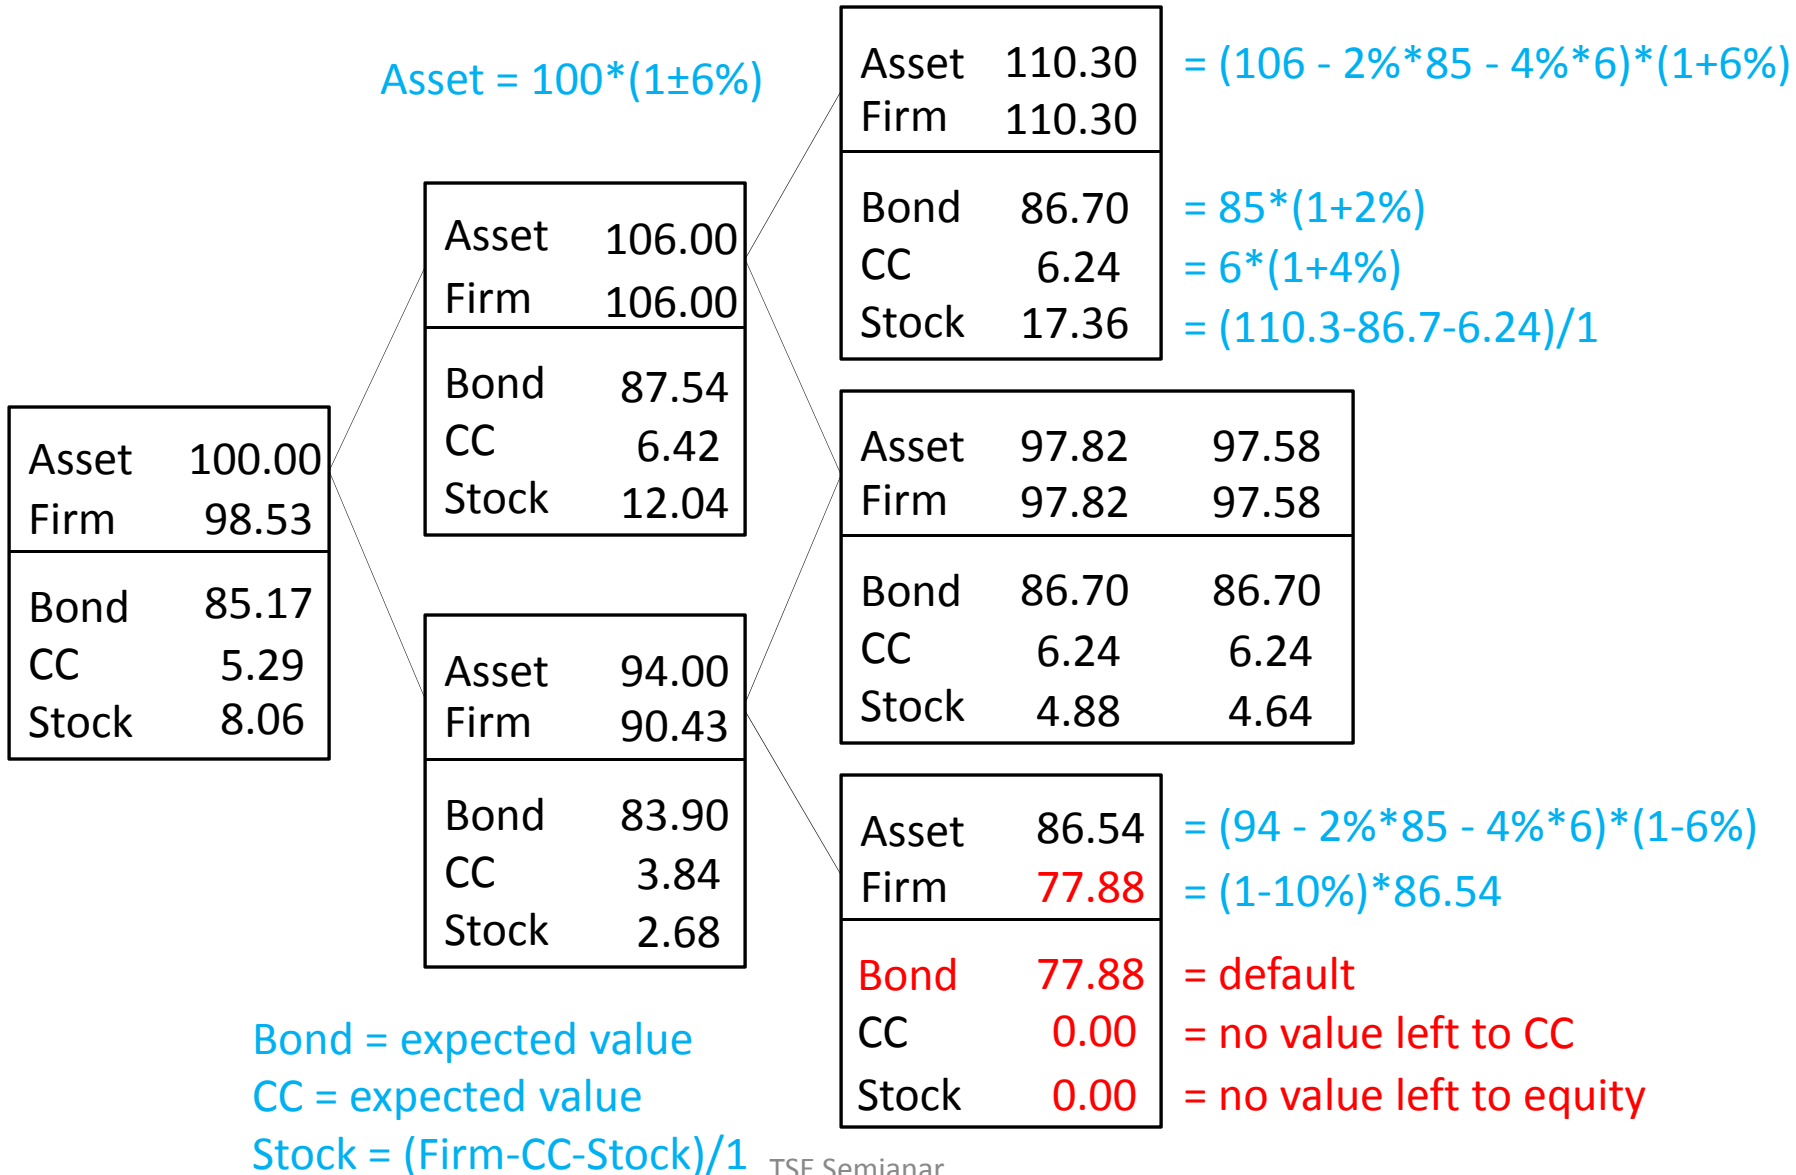 Asset = 100*(1±6%)
Asset 100.00
Firm 98.53
Bond 85.17
CC 5.29
Stock 8.06
Asset 106.00
Firm 106.00
Bond 87.54
CC 6.42
Stock 12.04
Asset 94.00
Firm 90.43
Bond 83.90
CC 3.84
Stock 2.68
Asset 110.30 = (106 - 2%*85 - 4%*6)*(1+6%)
Firm 110.30
Bond 86.70 = 85*(1+2%)
CC 6.24 = 6*(1+4%)
Stock 17.36 = (110.3-86.7-6.24)/1
Asset 97.82 97.58
Firm 97.82 97.58
Bond 86.70 86.70
CC 6.24 6.24
Stock 4.88 4.64
Asset 86.54 = (94 - 2%*85 - 4%*6)*(1-6%)
Firm 77.88 = (1-10%)*86.54
Bond 77.88 = default
CC 0.00 = no value left to CC
Stock 0.00 = no value left to equity
Bond = expected value
CC = expected value
Stock = (Firm-CC-Stock)/1
TSE Semianar